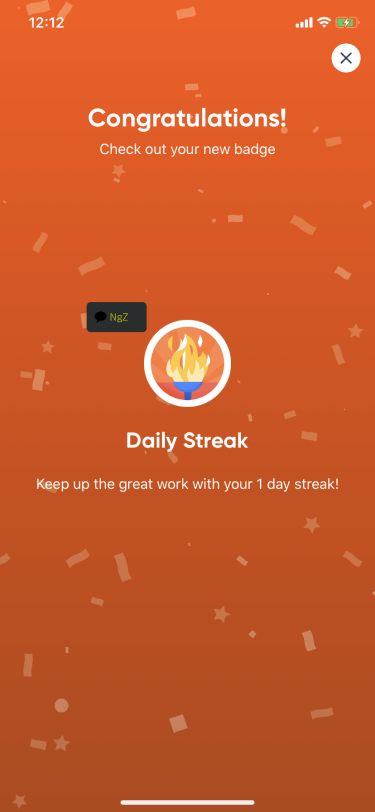 12:12
Congratulations!
Check out your new badge
NgZ
Daily Streak
Keep up the great work with your 1 day streak!